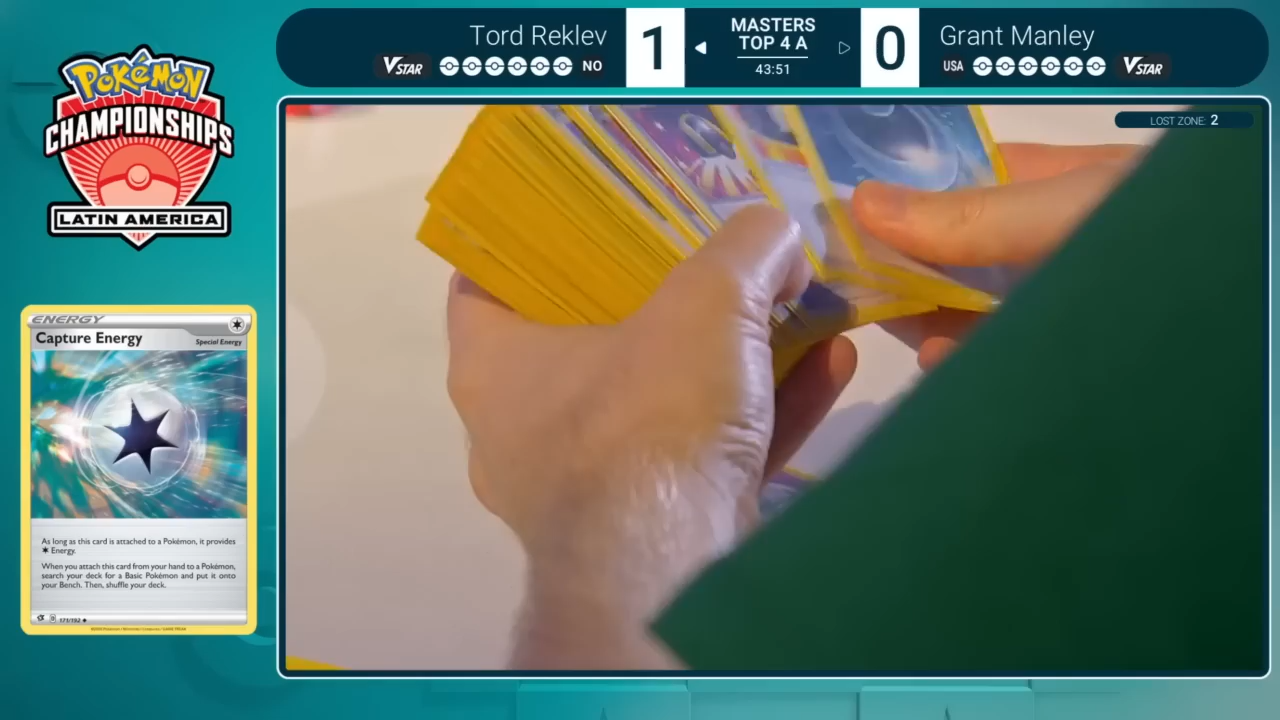 Tord Reklev
VSTAR
NO
1
MASTERS
TOP 4 A
43:51
0
Grant Manley
USA
VSTAR
LOST ZONE: 2
Pokémon
CHAMPIONSHIPS
LATIN AMERICA
ENERGY
Capture Energy
Special Energy
As long as this card is attached to a Pokémon, it provides
Energy.
When you attach this card from your hand to a Pokémon,
search your deck for a Basic Pokémon and put it onto
your Bench. Then, shuffle your deck.
171/192